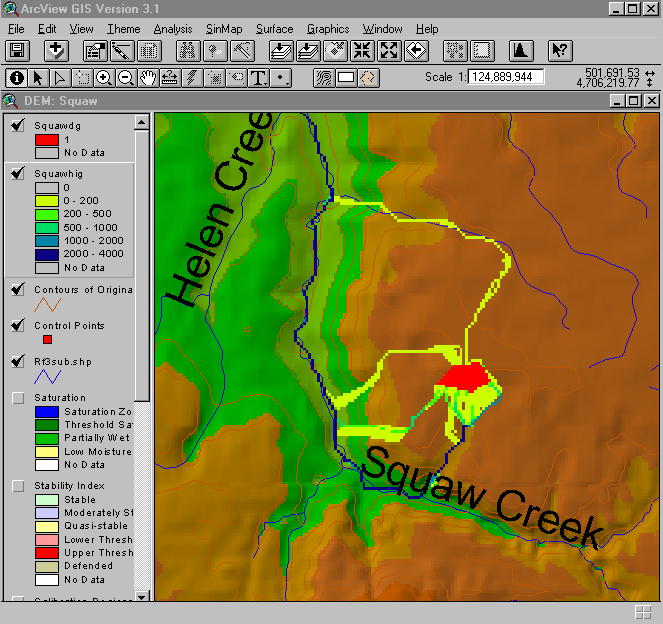 ArcView GIS Version 3.1
File Edit View Theme Analysis SinMap Surface Graphics Window Help
Scale 1: 124,889,944
501,691.53
4,706,219.77
DEM: Squaw
Squawdg
1
No Data
Squawhig
0
0 - 200
200 - 500
500 - 1000
1000 - 2000
2000 - 4000
No Data
Contours of Origina
Control Points
Rf3sub.shp
Saturation
Saturation Zo
Threshold Sa
Partially Wet
Low Moisture
No Data
Stability Index
Stable
Moderately St
Quasi-stable
Lower Thresh
Upper Thresh
Defended
No Data
Helen Cree
Squaw Creek